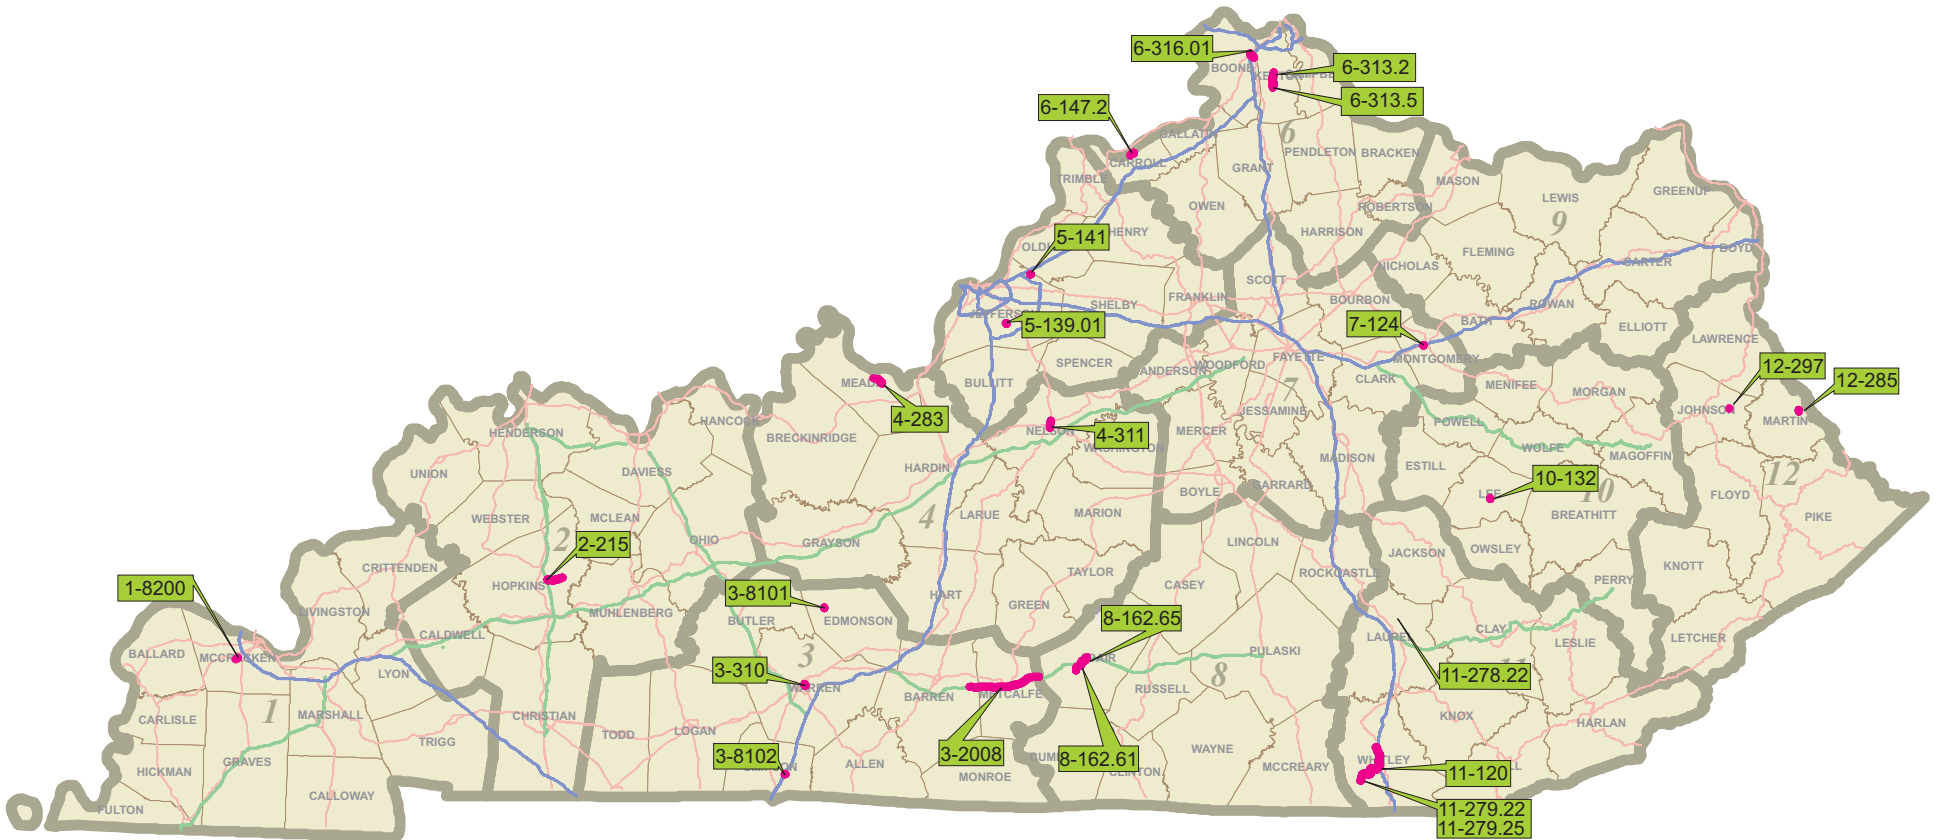 6-316.01
BOONE
6-313.2
6-313.5
6-147.2
GALLATIN
6
CARROLL
PENDLETON
BRACKEN
TRIMBLE
GRANT
MASON
GREENUP
LEWIS
OWEN
ROBERTSON
9
HENRY
HARRISON
5-141
FLEMING
BOYD
CARTER
NICHOLAS
SCOTT
FRANKLIN
BOURBON
SHELBY
ROWAN
JEFFERSON
5-139.01
7-124
BATH
ELLIOTT
LAWRENCE
FAYETTE
MONTGOMERY
SPENCER
WOODFORD
ANDERSON
12-297
12-285
CLARK
BULLITT
7
MENIFEE
MORGAN
4-283
JESSAMINE
JOHNSON
MARTIN
HANCOCK
POWELL
HENDERSON
NELSON
4-311
MERCER
BRECKINRIDGE
WASHINGTON
WOLFE
MAGOFFIN
MADISON
HARDIN
ESTILL
UNION
DAVIESS
12
10-132
10
GARRARD
BOYLE
LEE
FLOYD
4
LARUE
MARION
BREATHITT
PIKE
WEBSTER
MCLEAN
2
2-215
OHIO
GRAYSON
LINCOLN
OWSLEY
JACKSON
CRITTENDEN
TAYLOR
ROCKCASTLE
KNOTT
1-8200
HOPKINS
CASEY
PERRY
3-8101
HART
GREEN
LIVINGSTON
MUHLENBERG
BUTLER
EDMONSON
8-162.65
CLAY
CALDWELL
LAUREL
LETCHER
LESLIE
BALLARD
MCCRACKEN
3
PULASKI
LYON
3-310
8
11-278.22
WARREN
BARREN
METCALFE
RUSSELL
1
MARSHALL
CARLISLE
CHRISTIAN
KNOX
HARLAN
TODD
LOGAN
TRIGG
3-8102
3-2008
8-162.61
WAYNE
GRAVES
ALLEN
WHITLEY
HICKMAN
MONROE
CLINTON
MCCREARY
11-120
CALLOWAY
FULTON
11-279.22
11-279.25